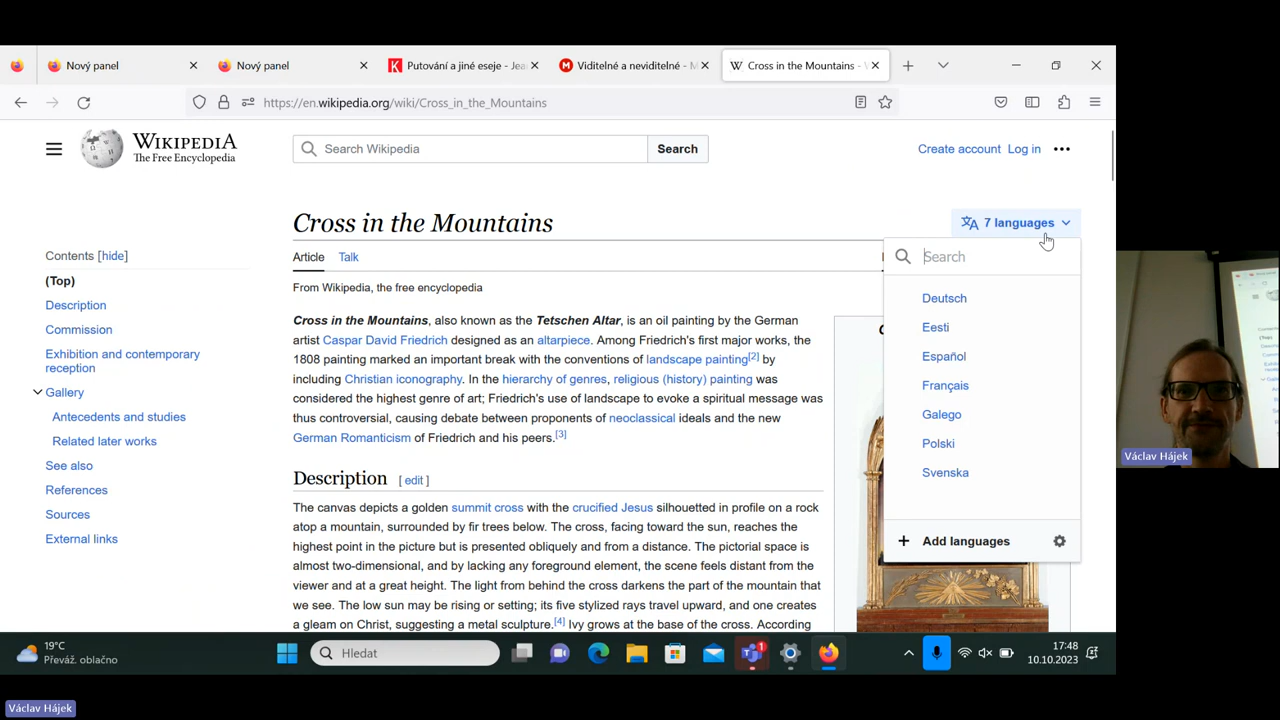 Nový panel
Nový panel
Putování a jiné eseje - Jea
Viditelné a neviditelné - M
Cross in the Mountains -
https://en.wikipedia.org/wiki/Cross_in_the_Mountains
WIKIPEDIA
The Free Encyclopedia
Search Wikipedia
Search
Create account
Log in
Cross in the Mountains
7 languages
Contents [hide]
(Top)
Description
Commission
Exhibition and contemporary
reception
Gallery
Antecedents and studies
Related later works
See also
References
Sources
External links
Article
Talk
From Wikipedia, the free encyclopedia
Cross in the Mountains, also known as the Tetschen Altar, is an oil painting by the German
artist Caspar David Friedrich designed as an altarpiece. Among Friedrich's first major works, the
1808 painting marked an important break with the conventions of landscape painting[2] by
including Christian iconography. In the hierarchy of genres, religious (history) painting was
considered the highest genre of art; Friedrich's use of landscape to evoke a spiritual message was
thus controversial, causing debate between proponents of neoclassical ideals and the new
German Romanticism of Friedrich and his peers.[3]
Description [ edit ]
The canvas depicts a golden summit cross with the crucified Jesus silhouetted in profile on a rock
atop a mountain, surrounded by fir trees below. The cross, facing toward the sun, reaches the
highest point in the picture but is presented obliquely and from a distance. The pictorial space is
almost two-dimensional, and by lacking any foreground element, the scene feels distant from the
viewer and at a great height. The light from behind the cross darkens the part of the mountain that
we see. The low sun may be rising or setting; its five stylized rays travel upward, and one creates
a gleam on Christ, suggesting a metal sculpture.[4] Ivy grows at the base of the cross. According
Search
Deutsch
Eesti
Español
Français
Galego
Polski
Svenska
Add languages
Václav Hájek
19°C
Převáž. oblačno
Hledat
1
17:48
10.10.2023
Václav Hájek